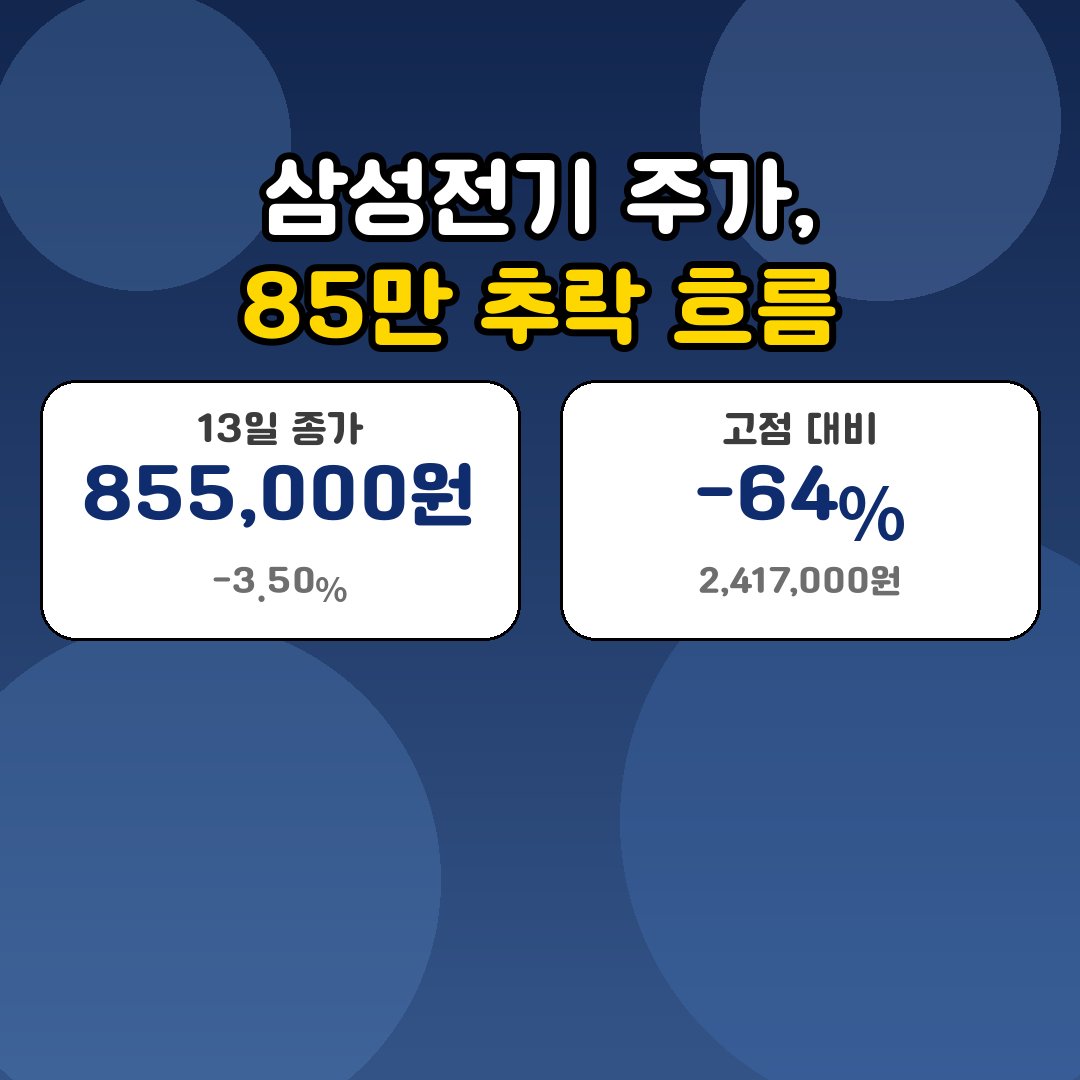 삼성전기 주가,
85만 추락 흐름
13일 종가
855,000원
-3.50%
고점 대비
-64%
2,417,000원